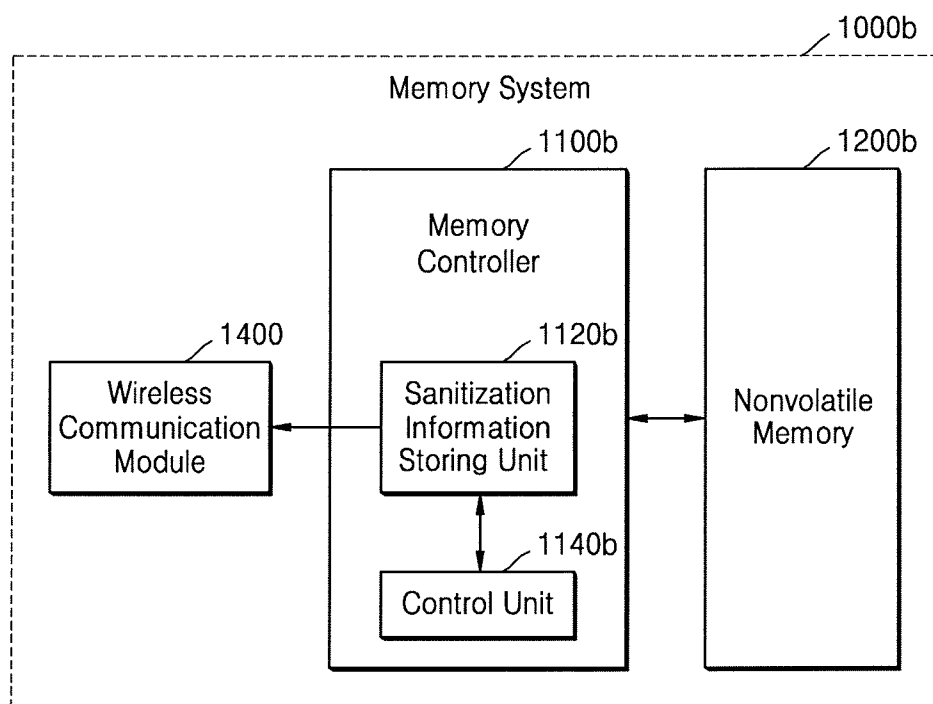 1000b
Memory System
1100b
1200b
Memory
Controller
1400
1120b
Wireless
Communication
Module
Sanitization
Information
Storing Unit
Nonvolatile
Memory
1140b
Control Unit